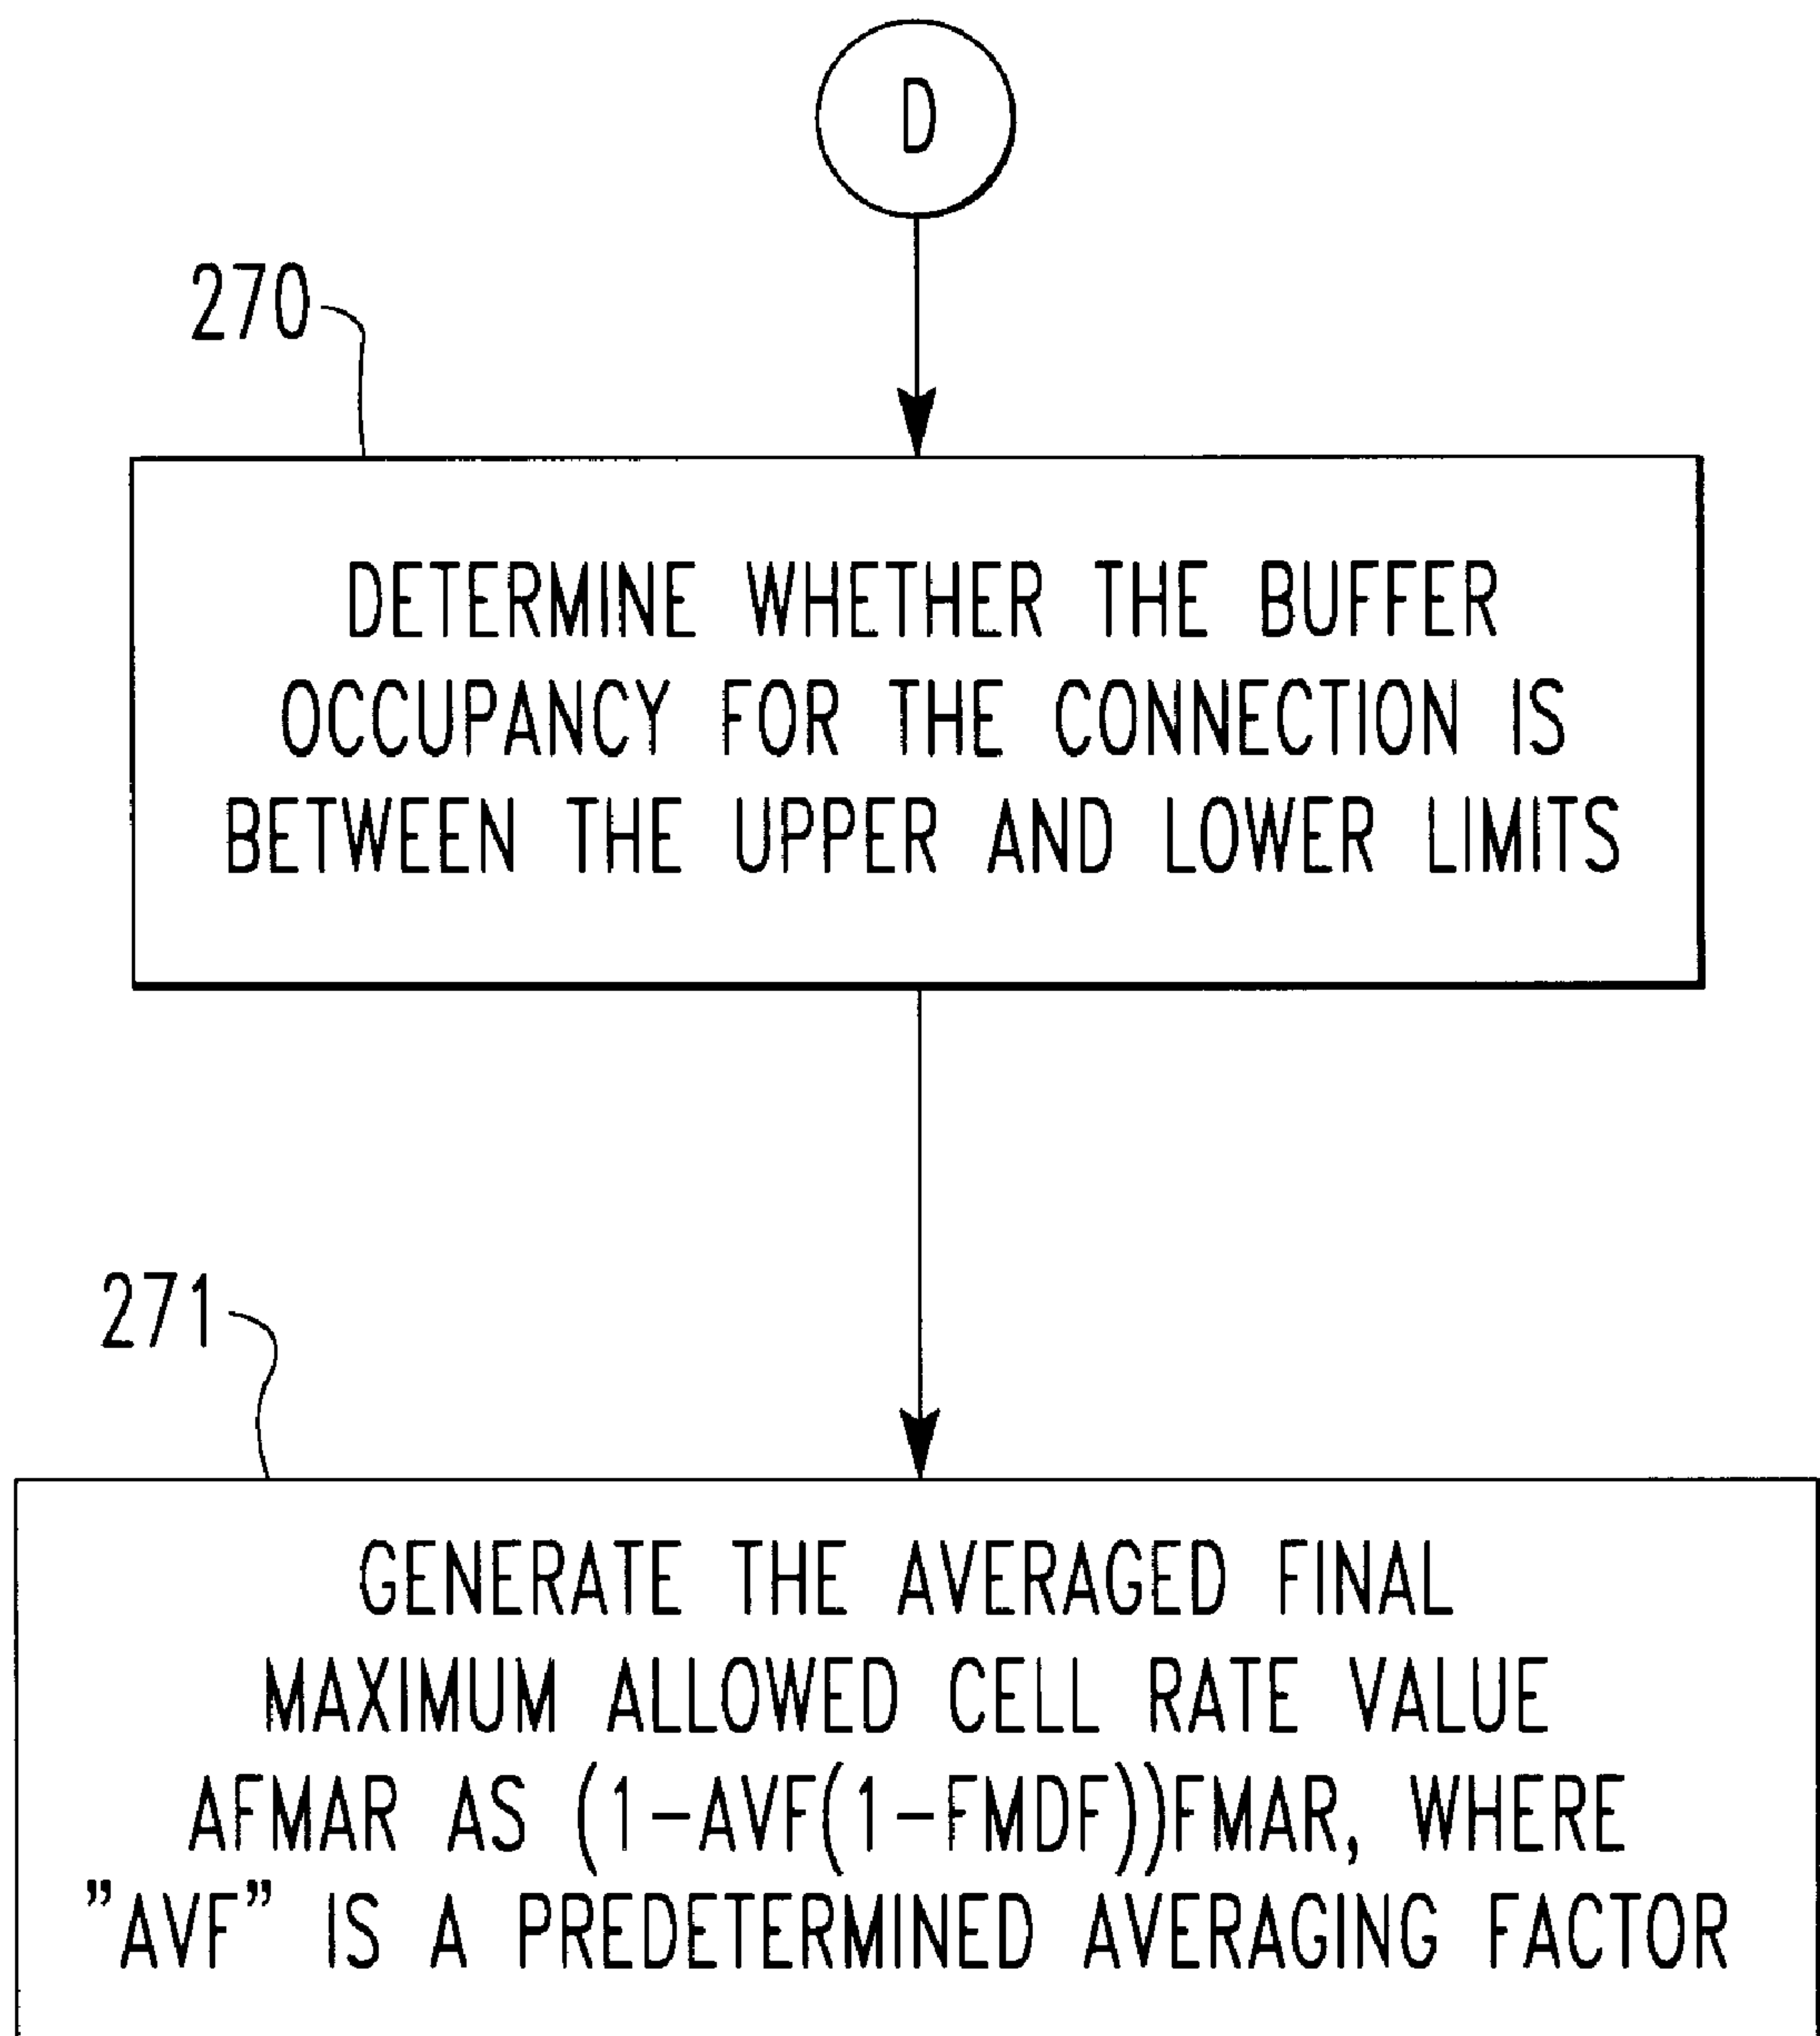 D
270
DETERMINE WHETHER THE BUFFER
OCCUPANCY FOR THE CONNECTION IS
BETWEEN THE UPPER AND LOWER LIMITS
271
GENERATE THE AVERAGED FINAL
MAXIMUM ALLOWED CELL RATE VALUE
AFMAR AS (1-AVF(1-FMDF))FMAR, WHERE
"AVF" IS A PREDETERMINED AVERAGING FACTOR